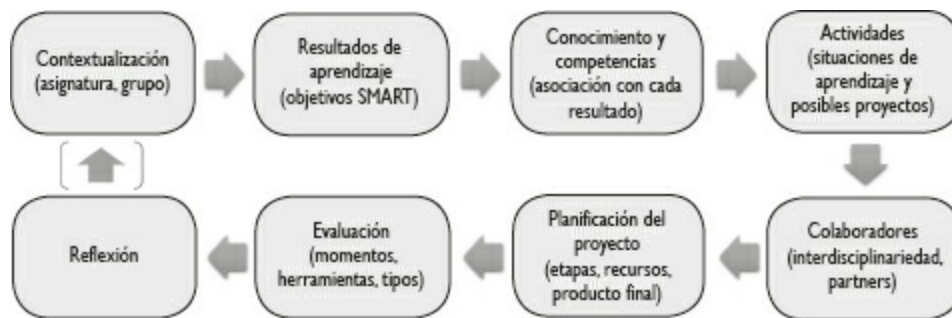 Contextualización
(asignatura, grupo)
Resultados de
aprendizaje
(objetivos SMART)
Conocimiento y
competencias
(asociación con cada
resultado)
Actividades
(situaciones de
aprendizaje y
posibles proyectos)
Colaboradores
(interdisciplinariedad,
partners)
Planificación del
proyecto
(etapas, recursos,
producto final)
Evaluación
(momentos,
herramientas, tipos)
Reflexión